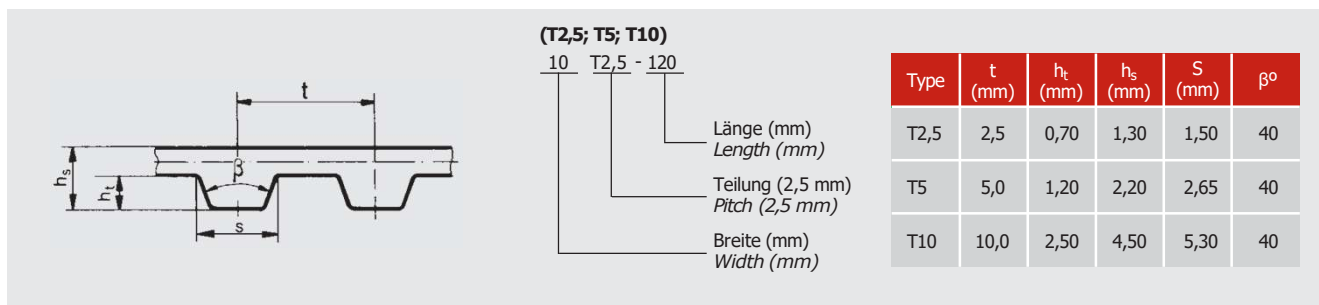 (T2,5; T5; T10)
10 T2,5 - 120
Länge (mm)
Length (mm)
Teilung (2,5 mm)
Pitch (2,5 mm)
Breite (mm)
Width (mm)
t
β
hs
ht
s
Type t (mm) ht (mm) hs (mm) S (mm) βº
T2,5 2,5 0,70 1,30 1,50 40
T5 5,0 1,20 2,20 2,65 40
T10 10,0 2,50 4,50 5,30 40